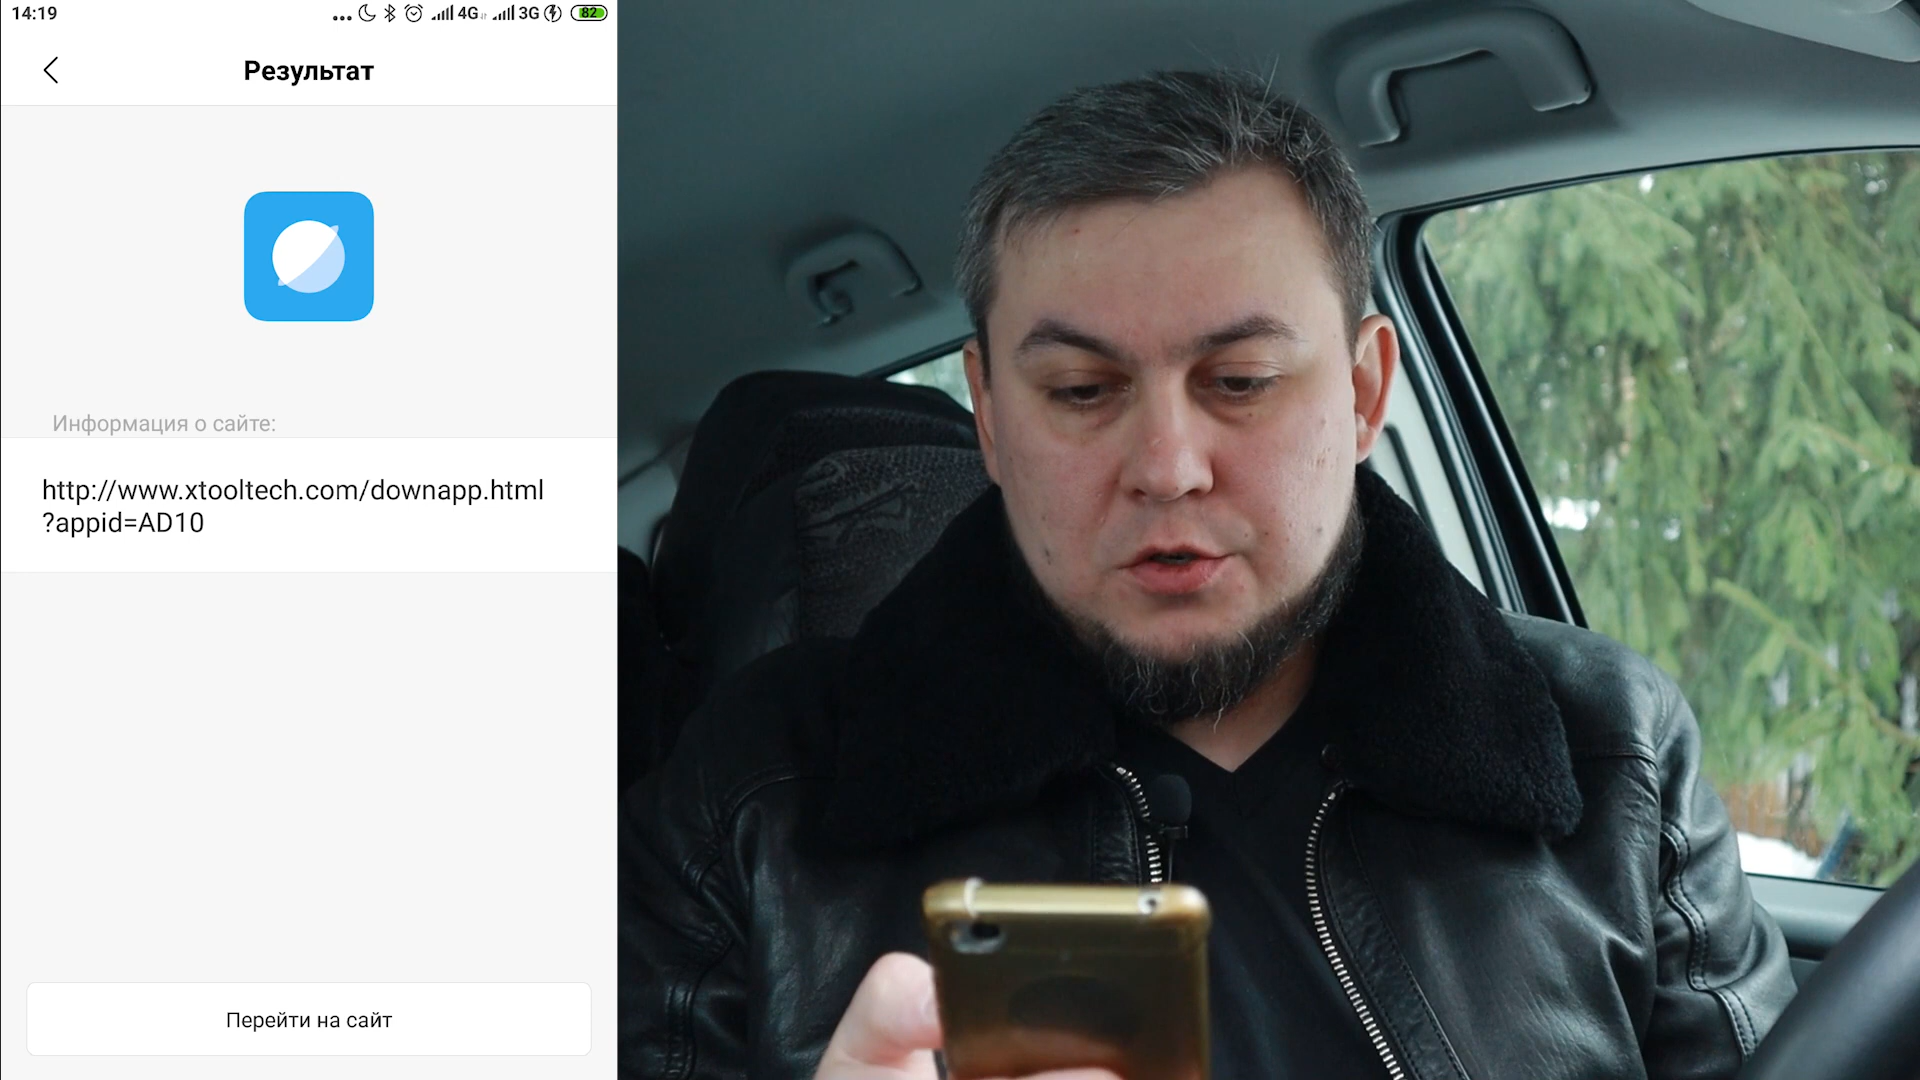 14:19
... 4G 3G 82
Результат
Информация о сайте:
http://www.xtooltech.com/downapp.html
?appid=AD10
Перейти на сайт